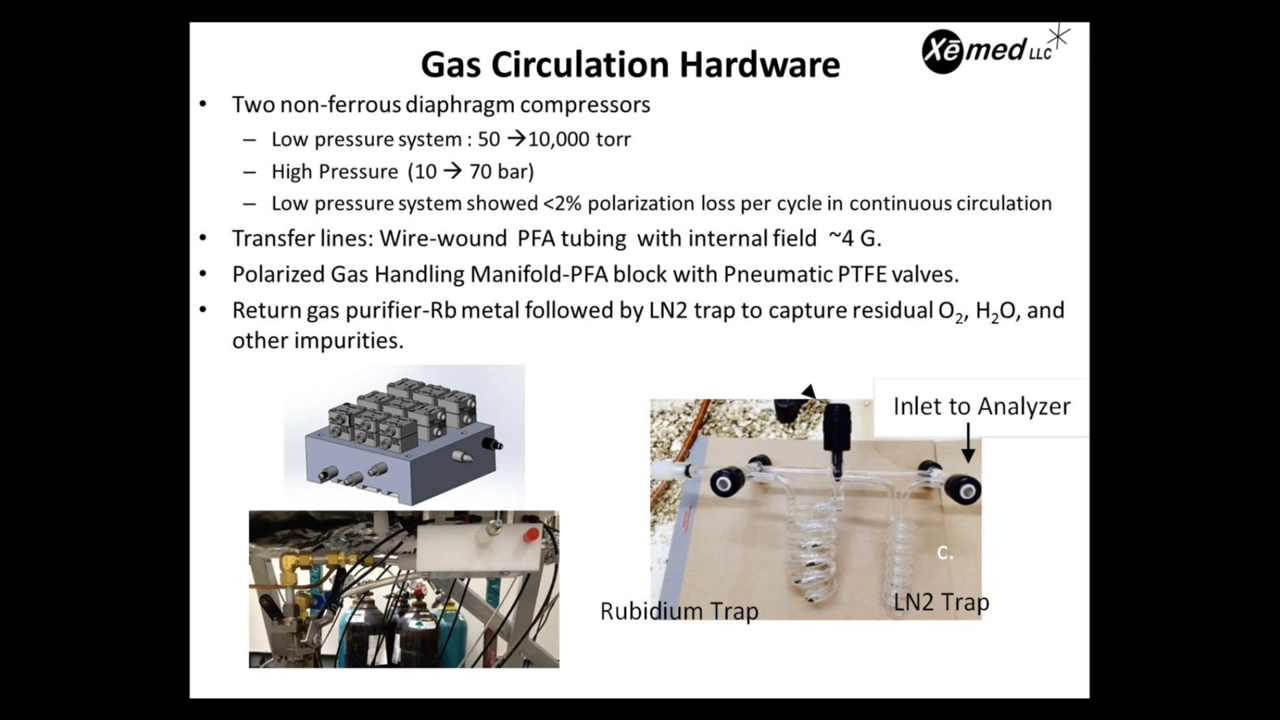 Xēmed LLC
Gas Circulation Hardware
• Two non-ferrous diaphragm compressors
– Low pressure system : 50 →10,000 torr
– High Pressure (10 → 70 bar)
– Low pressure system showed <2% polarization loss per cycle in continuous circulation
• Transfer lines: Wire-wound PFA tubing with internal field ~4 G.
• Polarized Gas Handling Manifold-PFA block with Pneumatic PTFE valves.
• Return gas purifier-Rb metal followed by LN2 trap to capture residual O₂, H₂O, and
other impurities.
Inlet to Analyzer
c.
Rubidium Trap
LN2 Trap